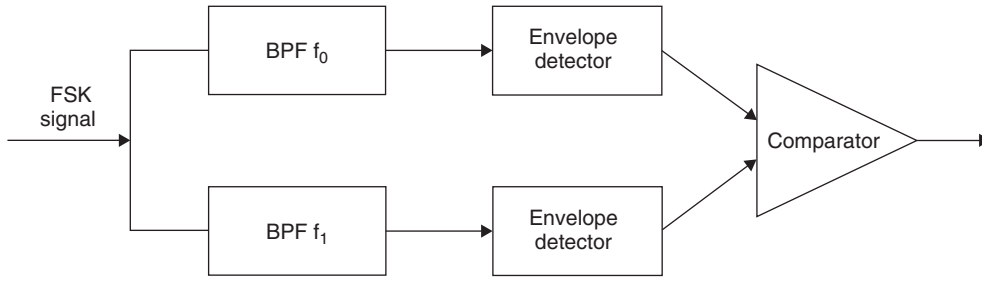 BPF f₀
Envelope
detector
FSK
signal
Comparator
BPF f₁
Envelope
detector